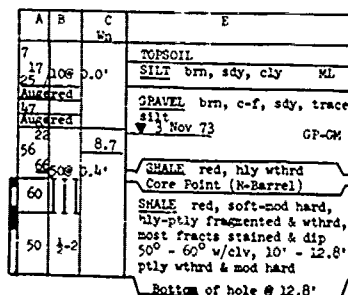 A B C E
Wn
7 TOPSOIL
17 SILT brn, sdy, cly ML
25/10@ 0.0'
Augered GRAVEL brn, c-f, sdy, trace
47 silt
Augered 3 Nov 73
22 GP-GM
56 8.7
66 50@ 0.4' SHALE red, hly wthrd
Core Point (N-Barrel)
60 SHALE red, soft-mod hard,
hly-ptly fragmented & wthrd,
most fracts stained & dip
50 ½-2 50° - 60° w/clv, 10' - 12.8'
ptly wthrd & mod hard
Bottom of hole @ 12.8'